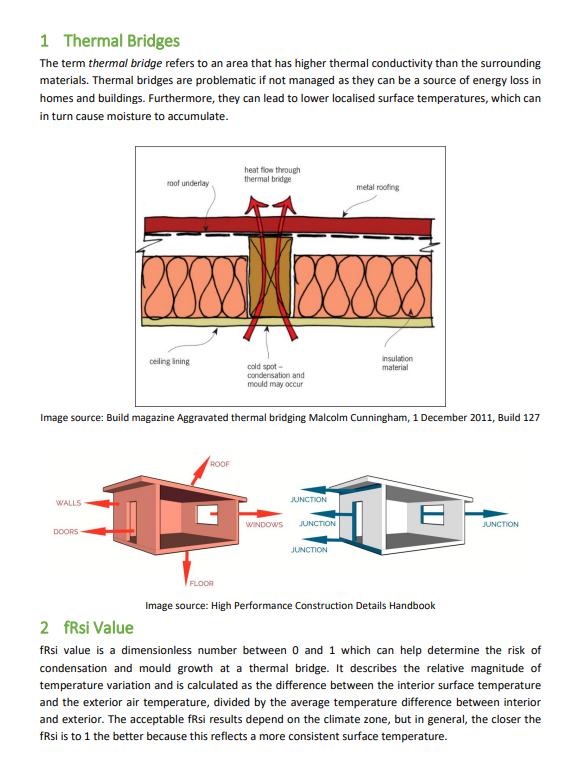 1 Thermal Bridges
The term thermal bridge refers to an area that has higher thermal conductivity than the surrounding
materials. Thermal bridges are problematic if not managed as they can be a source of energy loss in
homes and buildings. Furthermore, they can lead to lower localised surface temperatures, which can
in turn cause moisture to accumulate.
heat flow through
thermal bridge
roof underlay
metal roofing
ceiling lining
cold spot –
condensation and
mould may occur
insulation
material
Image source: Build magazine Aggravated thermal bridging Malcolm Cunningham, 1 December 2011, Build 127
ROOF
WALLS
WINDOWS
DOORS
FLOOR
JUNCTION
JUNCTION
JUNCTION
JUNCTION
Image source: High Performance Construction Details Handbook
2 fRsi Value
fRsi value is a dimensionless number between 0 and 1 which can help determine the risk of
condensation and mould growth at a thermal bridge. It describes the relative magnitude of
temperature variation and is calculated as the difference between the interior surface temperature
and the exterior air temperature, divided by the average temperature difference between interior
and exterior. The acceptable fRsi results depend on the climate zone, but in general, the closer the
fRsi is to 1 the better because this reflects a more consistent surface temperature.